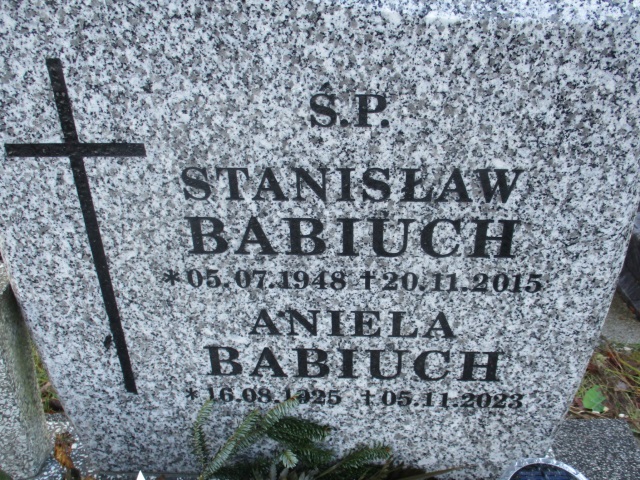 Ś.P.
STANISŁAW
BABIUCH
*05.07.1948 †20.11.2015
ANIELA
BABIUCH
*16.08.1925 †05.11.2023